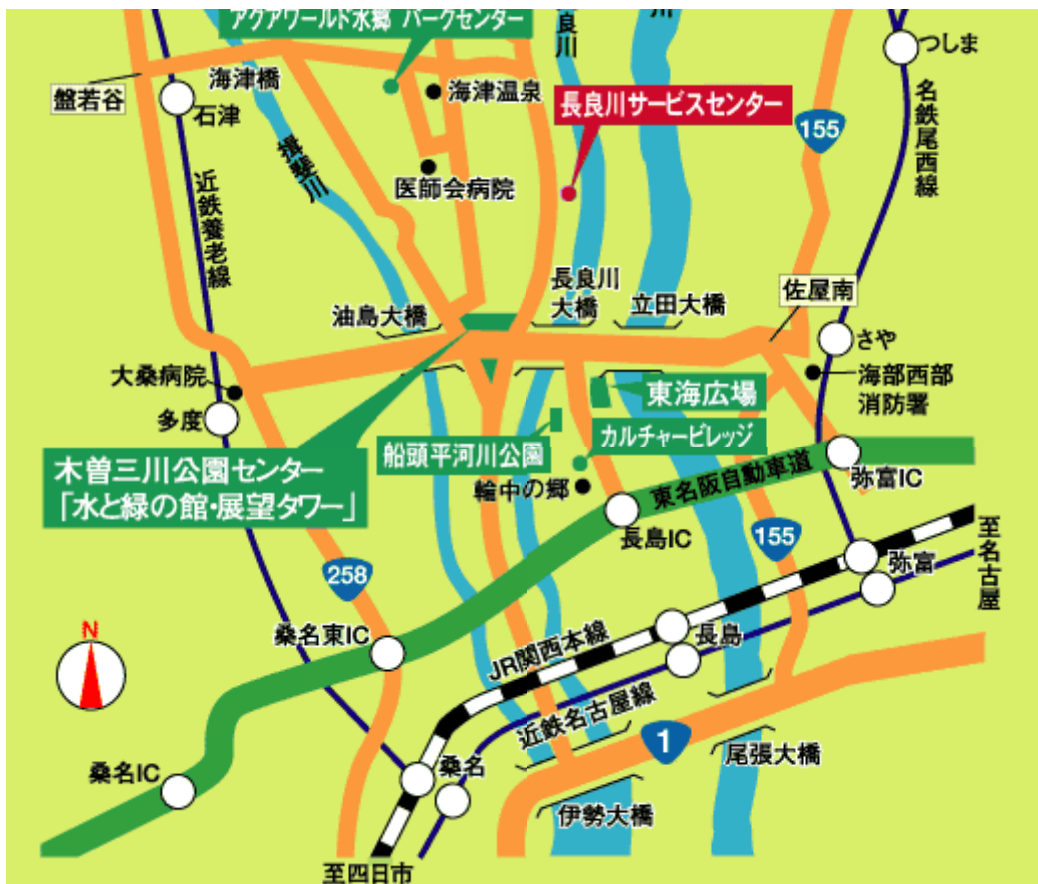 アクアワールド水郷 パークセンター
良川
川
つしま
海津橋
盤若谷
石津
海津温泉
長良川サービスセンター
155
名鉄尾西線
揖斐川
医師会病院
近鉄養老線
油島大橋
長良川
大橋
立田大橋
佐屋南
さや
大桑病院
多度
海部西部
消防署
東海広場
船頭平河川公園
カルチャービレッジ
木曽三川公園センター
「水と緑の館・展望タワー」
輪中の郷
東名阪自動車道
弥富IC
長島IC
155
弥富
至名古屋
258
N
桑名東IC
JR関西本線
長島
近鉄名古屋線
1
桑名IC
桑名
尾張大橋
伊勢大橋
至四日市